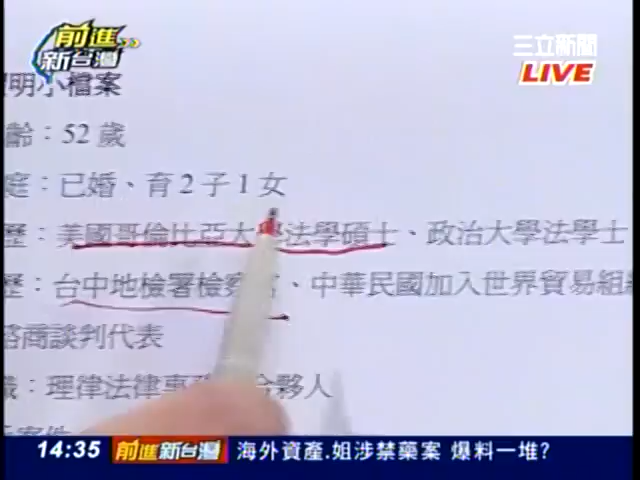 前進
新台灣
三立新聞
LIVE
明小檔案
齡：52歲
庭：已婚、育2子1女
歷：美國哥倫比亞大學法學碩士、政治大學法學士
歷：台中地檢署檢察官、中華民國加入世界貿易組
諮商談判代表
理律法律事務 合夥人
14:35 前進新台灣 海外資產.姐涉禁藥案 爆料一堆?